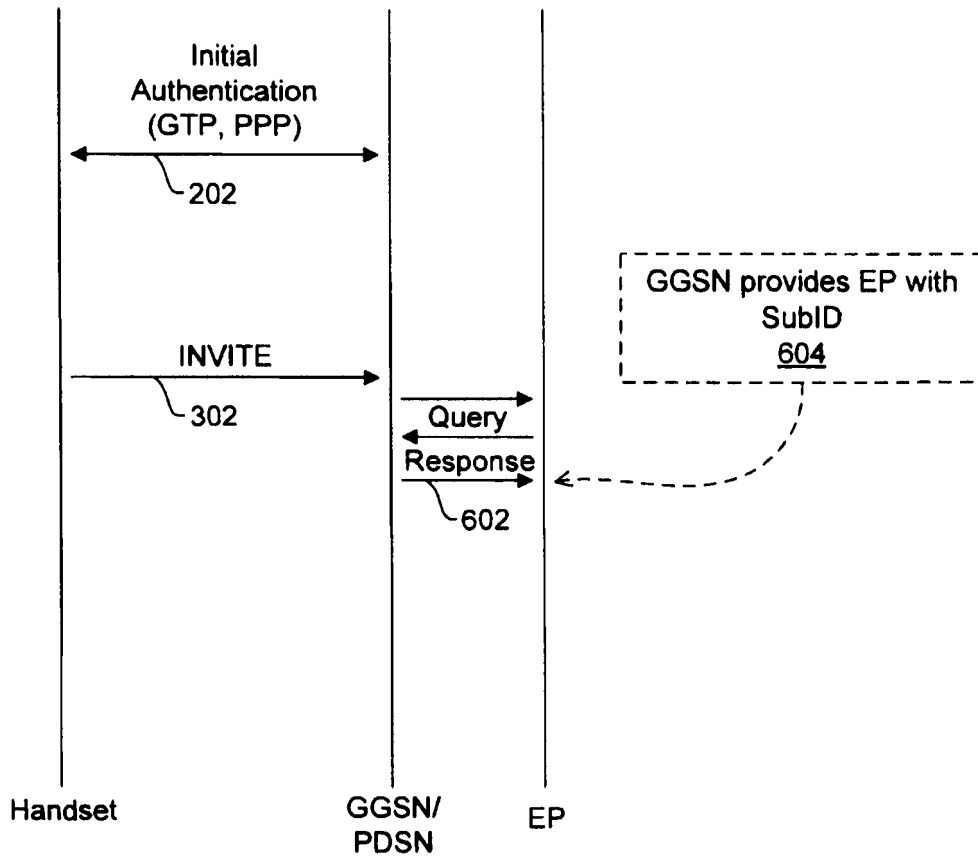 Initial
Authentication
(GTP, PPP)
202
GGSN provides EP with
SubID
604
INVITE
302
Query
Response
602
Handset
GGSN/
PDSN
EP